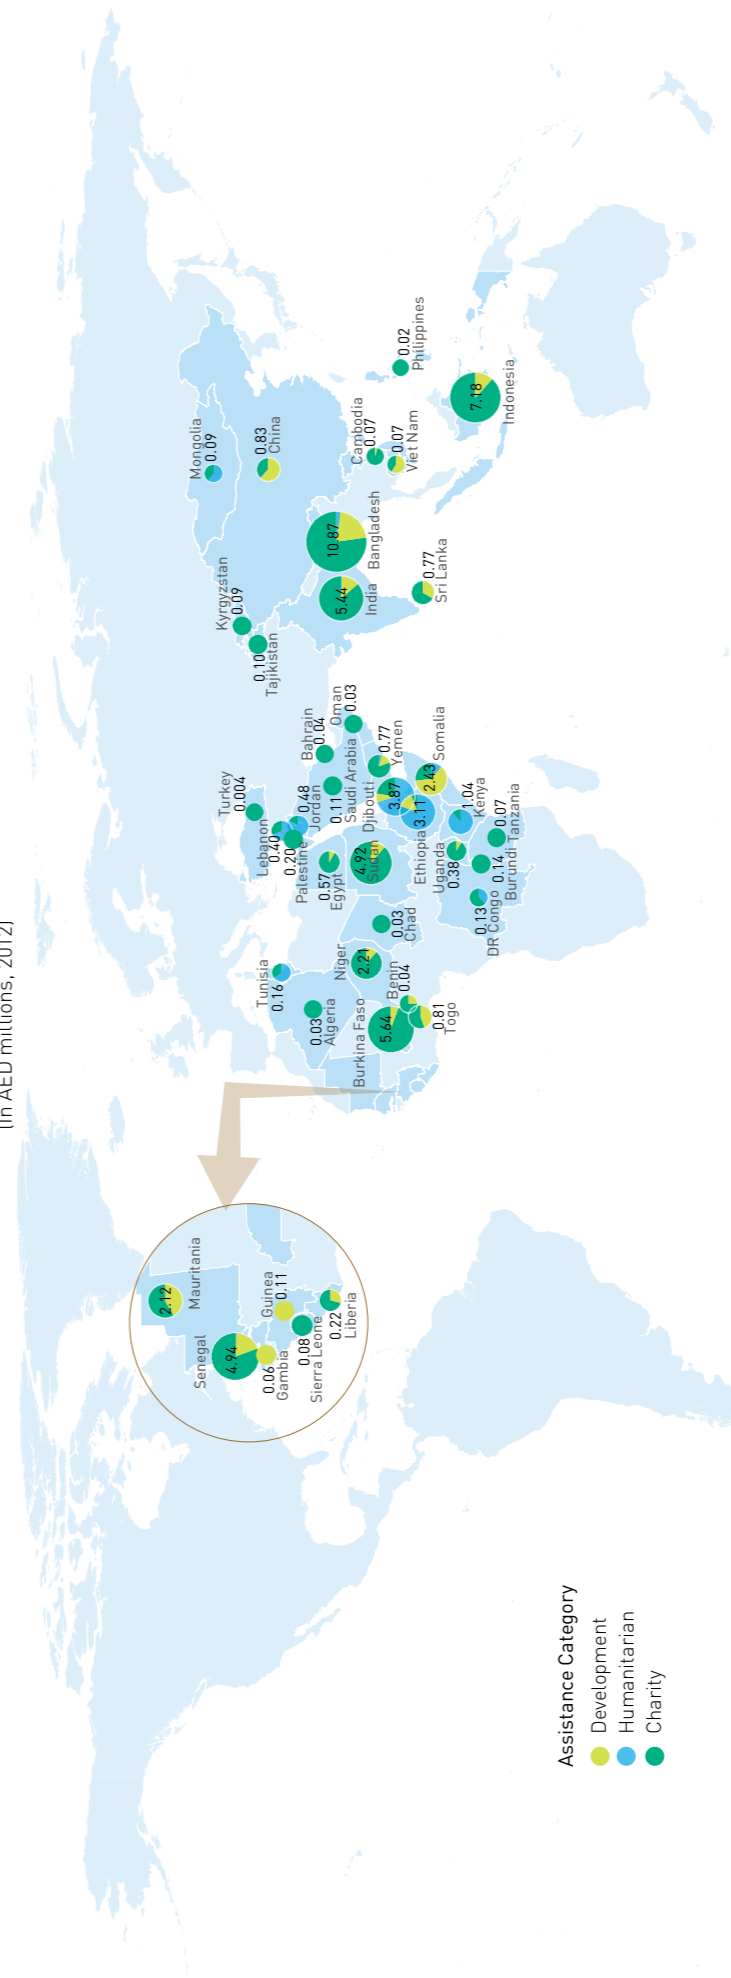 (In AED millions, 2012)
Mauritania
2.12
Senegal
4.94
0.06
Gambia
Guinea
0.11
0.08
Sierra Leone
0.22
Liberia
Tunisia
0.16
0.03
Algeria
Burkina Faso
5.64
Benin
0.04
0.81
Togo
Niger
2.21
0.03
Chad
Turkey
0.004
Lebanon
0.40
0.20
Palestine
0.48
Jordan
0.57
Egypt
4.92
Sudan
Bahrain
0.04
0.11
Saudi Arabia
Oman
0.03
0.77
Yemen
Djibouti
3.87
Ethiopia
3.11
2.43
Somalia
Uganda
0.38
1.04
Kenya
0.13
DR Congo
0.14
Burundi
0.07
Tanzania
Kyrgyzstan
0.09
0.10
Tajikistan
Mongolia
0.09
0.83
China
5.44
India
10.87
Bangladesh
0.77
Sri Lanka
Cambodia
0.07
0.07
Viet Nam
0.02
Philippines
7.18
Indonesia
Assistance Category
Development
Humanitarian
Charity